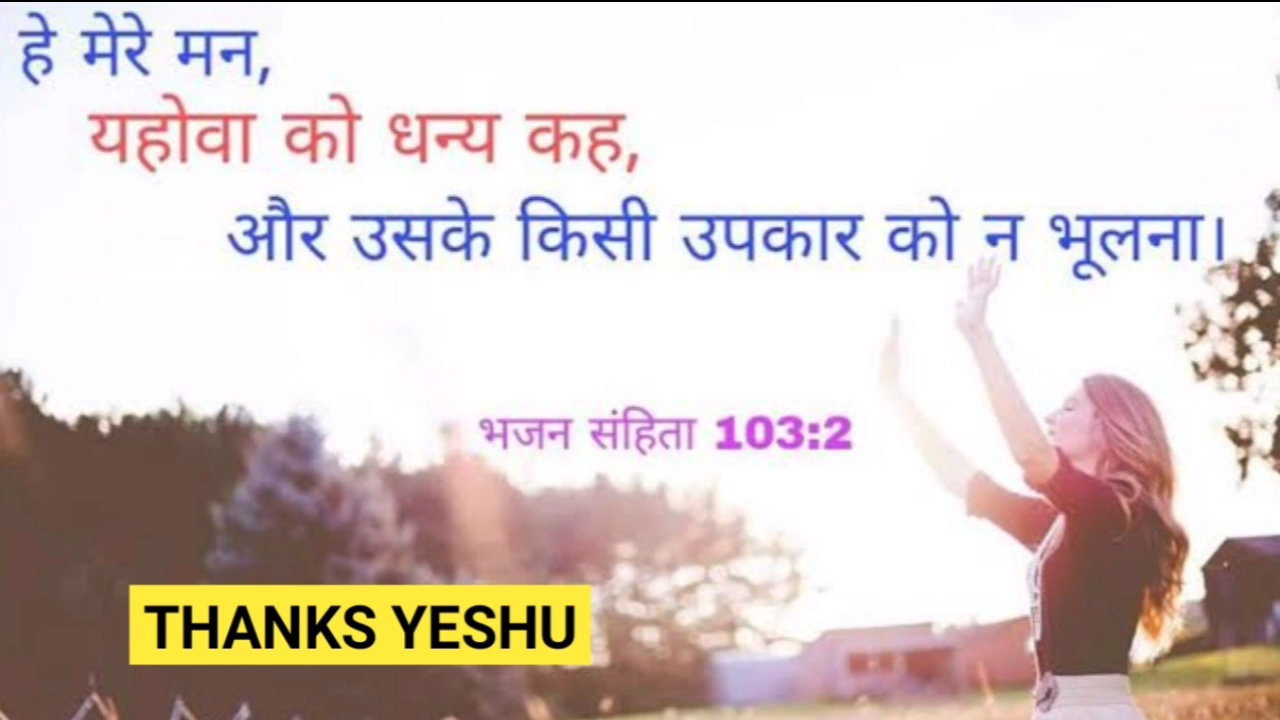 हे मेरे मन,
यहोवा को धन्य कह,
और उसके किसी उपकार को न भूलना।
भजन संहिता 103:2
THANKS YESHU